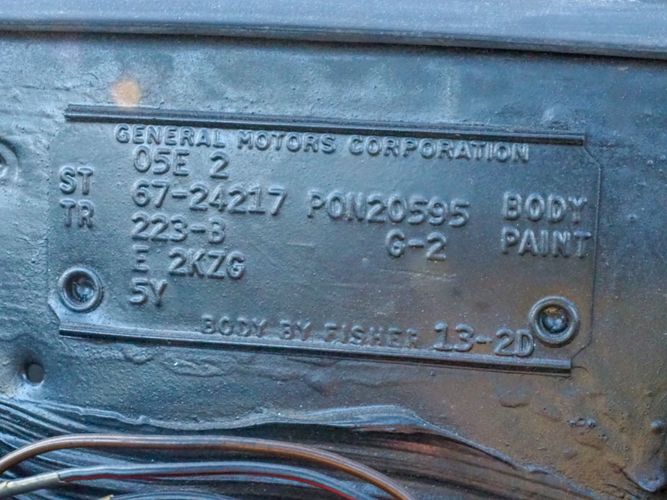 GENERAL MOTORS CORPORATION
05E 2
ST 67-24217 PON20595 BODY
TR 223-B G-2 PAINT
E 2KZG
5Y
BODY BY FISHER 13-2D